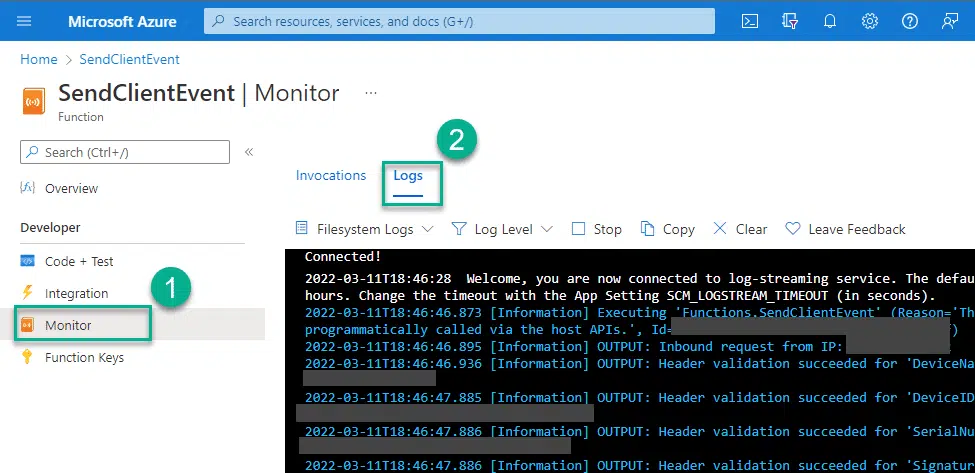 Microsoft Azure
Search resources, services, and docs (G+/)
Home > SendClientEvent
SendClientEvent | Monitor ...
Function
Search (Ctrl+/) «
Overview
Developer
Code + Test
Integration
1
Monitor
Function Keys
2
Invocations Logs
Filesystem Logs Log Level Stop Copy Clear Leave Feedback
Connected!
2022-03-11T18:46:28 Welcome, you are now connected to log-streaming service. The defau
hours. Change the timeout with the App Setting SCM_LOGSTREAM_TIMEOUT (in seconds).
2022-03-11T18:46:46.873 [Information] Executing 'Functions.SendClientEvent' (Reason='Th
programmatically called via the host APIs.', Id=
2022-03-11T18:46:46.895 [Information] OUTPUT: Inbound request from IP:
2022-03-11T18:46:46.936 [Information] OUTPUT: Header validation succeeded for 'DeviceNa
2022-03-11T18:46:47.885 [Information] OUTPUT: Header validation succeeded for 'DeviceID
2022-03-11T18:46:47.886 [Information] OUTPUT: Header validation succeeded for 'SerialNu
2022-03-11T18:46:47.886 [Information] OUTPUT: Header validation succeeded for 'Signatur